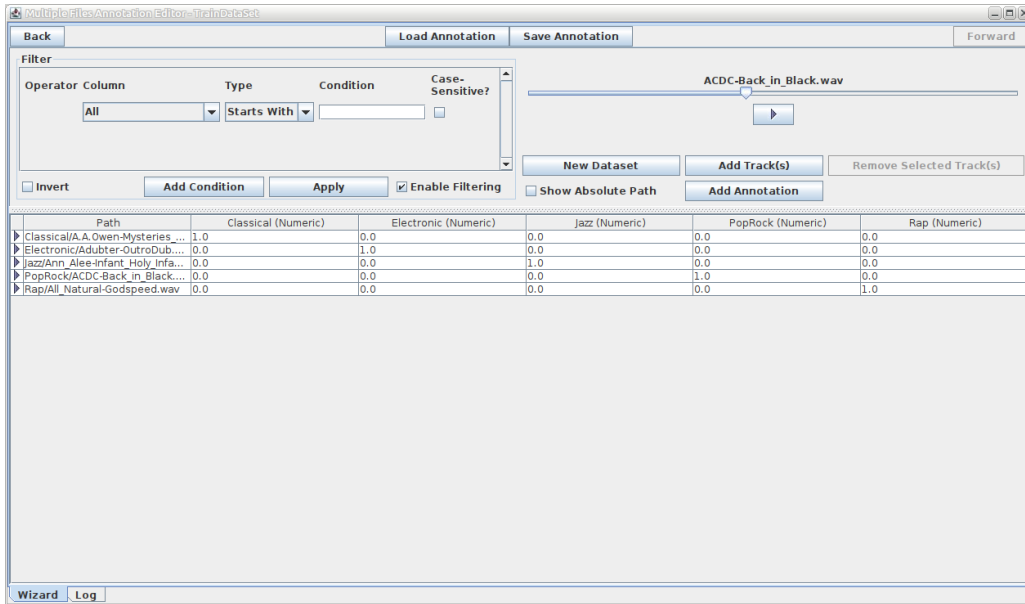 Multiple Files Annotation Editor - TrainDataSet
Back Load Annotation Save Annotation Forward
Filter
Operator Column Type Condition Case-Sensitive?
All Starts With
Invert Add Condition Apply Enable Filtering
ACDC-Back_in_Black.wav
New Dataset Add Track(s) Remove Selected Track(s)
Show Absolute Path Add Annotation
Path Classical (Numeric) Electronic (Numeric) Jazz (Numeric) PopRock (Numeric) Rap (Numeric)
Classical/A.A.Owen-Mysteries_... 1.0 0.0 0.0 0.0 0.0
Electronic/Adubter-OutroDub.... 0.0 1.0 0.0 0.0 0.0
Jazz/Ann_Alee-Infant_Holy_Infa... 0.0 0.0 1.0 0.0 0.0
PopRock/ACDC-Back_in_Black.... 0.0 0.0 0.0 1.0 0.0
Rap/All_Natural-Godspeed.wav 0.0 0.0 0.0 0.0 1.0
Wizard Log